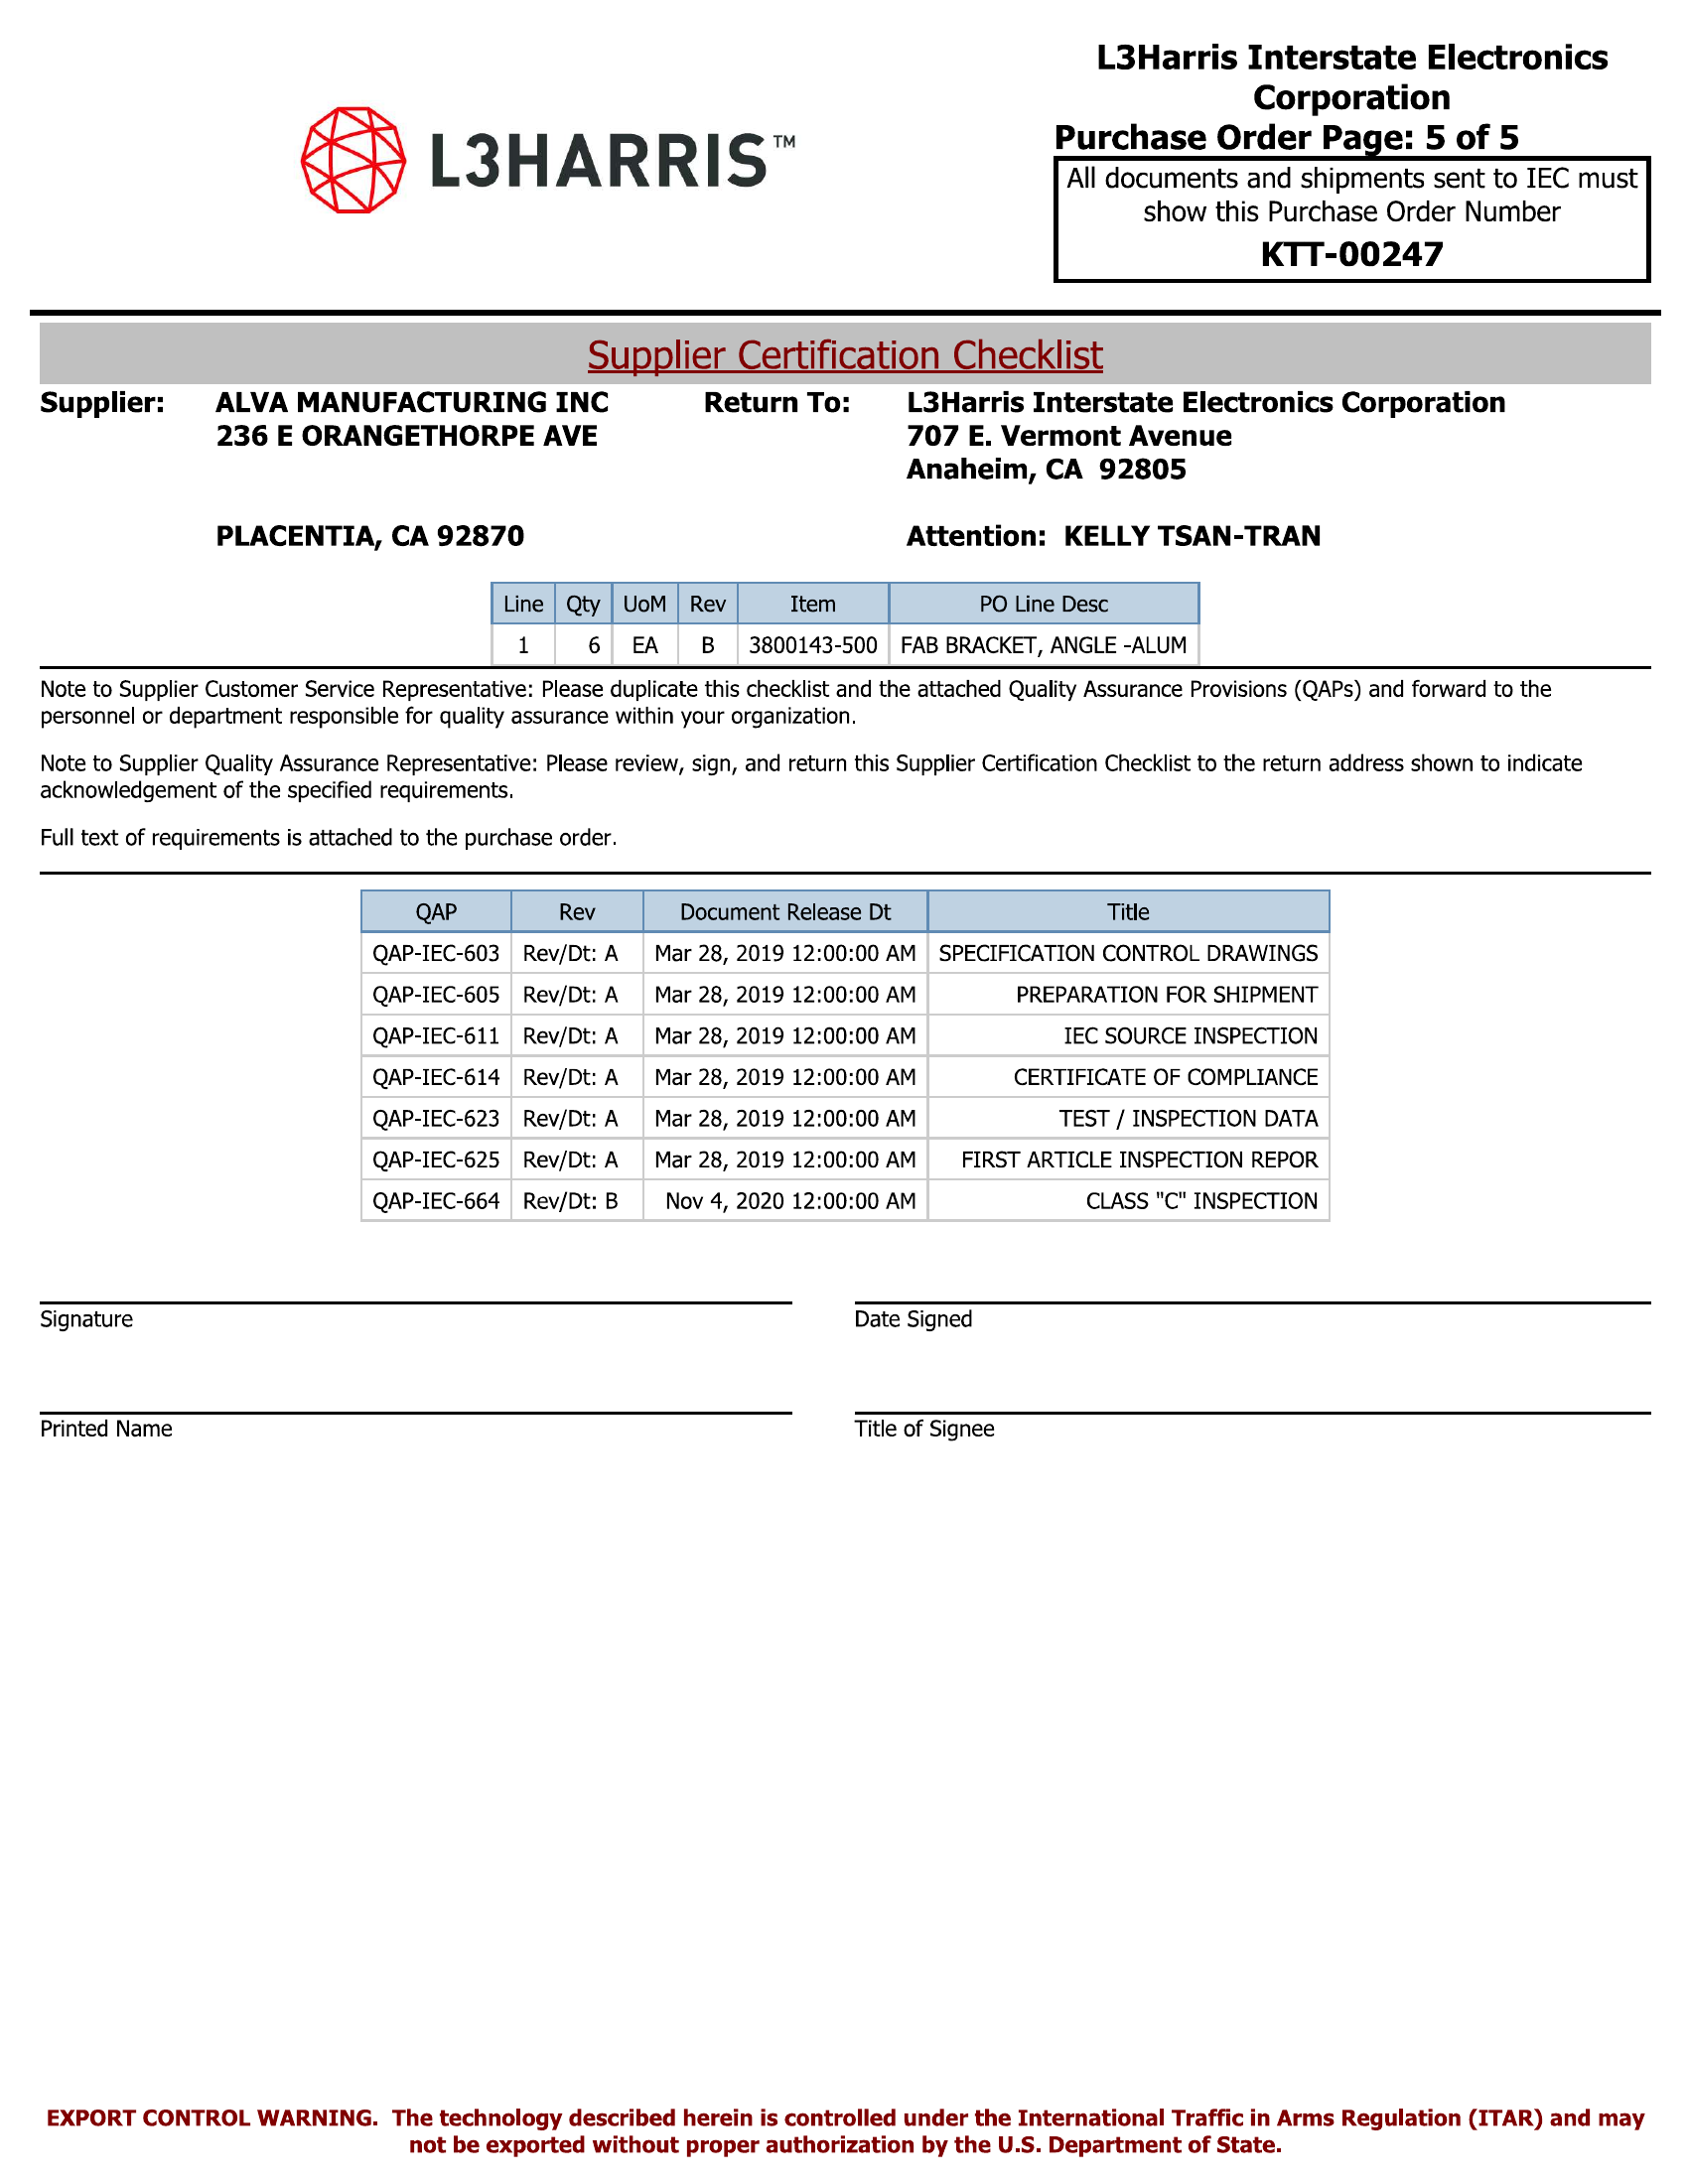 L3Harris Interstate Electronics
Corporation
L3HARRIS™
Purchase Order Page: 5 of 5
All documents and shipments sent to IEC must
show this Purchase Order Number
KTT-00247
Supplier Certification Checklist
Supplier: ALVA MANUFACTURING INC Return To: L3Harris Interstate Electronics Corporation
236 E ORANGETHORPE AVE 707 E. Vermont Avenue
Anaheim, CA 92805
PLACENTIA, CA 92870 Attention: KELLY TSAN-TRAN
Line Qty UoM Rev Item PO Line Desc
1 6 EA B 3800143-500 FAB BRACKET, ANGLE -ALUM
Note to Supplier Customer Service Representative: Please duplicate this checklist and the attached Quality Assurance Provisions (QAPs) and forward to the
personnel or department responsible for quality assurance within your organization.
Note to Supplier Quality Assurance Representative: Please review, sign, and return this Supplier Certification Checklist to the return address shown to indicate
acknowledgement of the specified requirements.
Full text of requirements is attached to the purchase order.
QAP Rev Document Release Dt Title
QAP-IEC-603 Rev/Dt: A Mar 28, 2019 12:00:00 AM SPECIFICATION CONTROL DRAWINGS
QAP-IEC-605 Rev/Dt: A Mar 28, 2019 12:00:00 AM PREPARATION FOR SHIPMENT
QAP-IEC-611 Rev/Dt: A Mar 28, 2019 12:00:00 AM IEC SOURCE INSPECTION
QAP-IEC-614 Rev/Dt: A Mar 28, 2019 12:00:00 AM CERTIFICATE OF COMPLIANCE
QAP-IEC-623 Rev/Dt: A Mar 28, 2019 12:00:00 AM TEST / INSPECTION DATA
QAP-IEC-625 Rev/Dt: A Mar 28, 2019 12:00:00 AM FIRST ARTICLE INSPECTION REPOR
QAP-IEC-664 Rev/Dt: B Nov 4, 2020 12:00:00 AM CLASS "C" INSPECTION
Signature Date Signed
Printed Name Title of Signee
EXPORT CONTROL WARNING. The technology described herein is controlled under the International Traffic in Arms Regulation (ITAR) and may
not be exported without proper authorization by the U.S. Department of State.